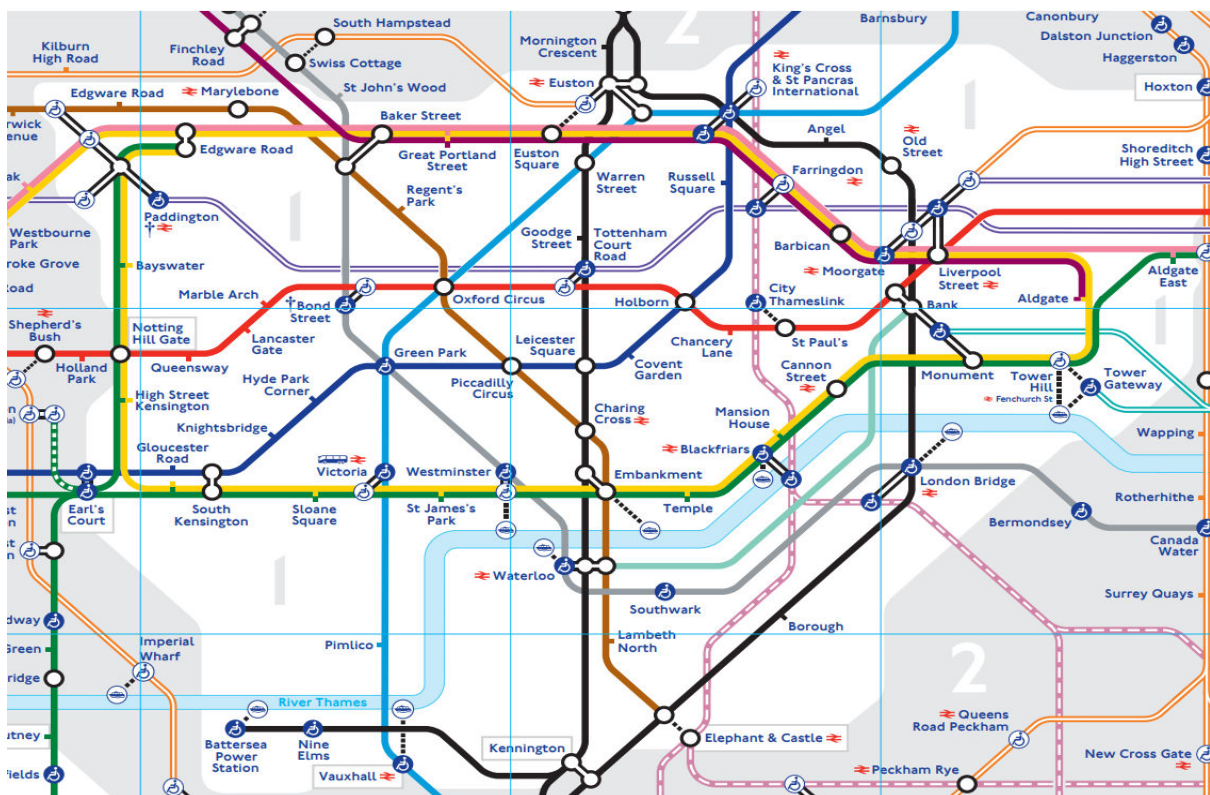 South Hampstead
Kilburn
High Road
Finchley
Road
Swiss Cottage
Mornington
Crescent
Barnsbury
Canonbury
Dalston Junction
Haggerston
Edgware Road
Marylebone
St John's Wood
Euston
King's Cross
& St Pancras
International
Hoxton
Baker Street
Edgware Road
Great Portland
Street
Euston
Square
Warren
Street
Russell
Square
Angel
Old
Street
Shoreditch
High Street
Farringdon
Paddington
Regent's
Park
Goodge
Street
Tottenham
Court
Road
Barbican
Moorgate
Liverpool
Street
Aldgate
East
Westbourne
Park
Bayswater
Marble Arch
Bond
Street
Oxford Circus
Holborn
City
Thameslink
Bank
Aldgate
Shepherd's
Bush
Notting
Hill Gate
Lancaster
Gate
Leicester
Square
Chancery
Lane
St Paul's
Holland
Park
Queensway
Green Park
Hyde Park
Corner
Piccadilly
Circus
Covent
Garden
Cannon
Street
Monument
Tower
Hill
Fenchurch St
Tower
Gateway
High Street
Kensington
Knightsbridge
Charing
Cross
Mansion
House
Wapping
Gloucester
Road
Victoria
Westminster
Embankment
Blackfriars
London Bridge
Rotherhithe
Earl's
Court
South
Kensington
Sloane
Square
St James's
Park
Temple
Bermondsey
Canada
Water
Waterloo
Southwark
Surrey Quays
Imperial
Wharf
Pimlico
Lambeth
North
Borough
River Thames
Battersea
Power
Station
Nine
Elms
Vauxhall
Kennington
Elephant & Castle
Queens
Road Peckham
Peckham Rye
New Cross Gate
1
1
1
2
2